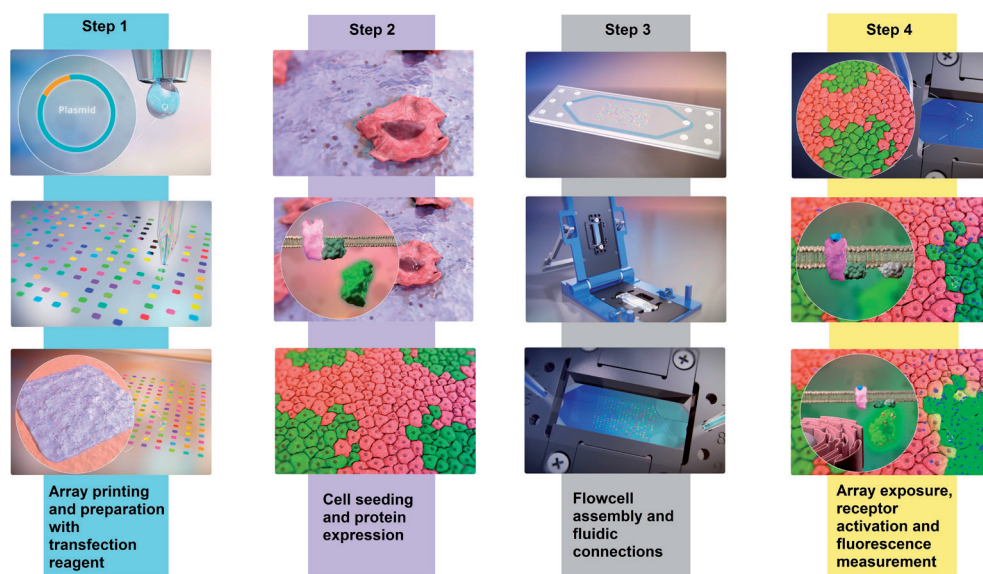 Step 1
Step 2
Step 3
Step 4
Plasmid
Array printing
and preparation
with
transfection
reagent
Cell seeding
and protein
expression
Flowcell
assembly and
fluidic
connections
Array exposure,
receptor
activation and
fluorescence
measurement